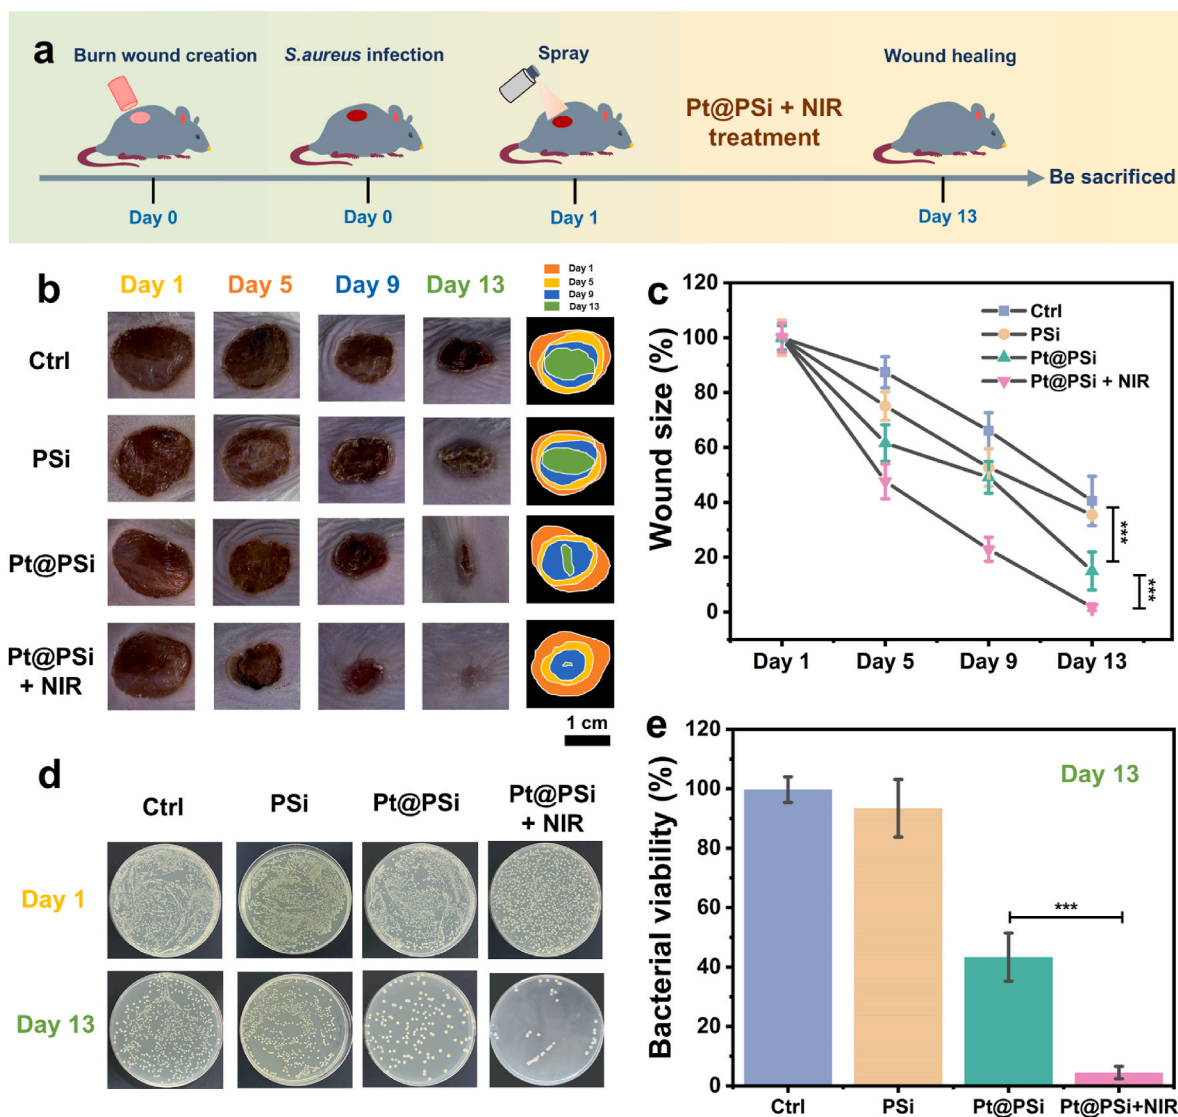 a
Burn wound creation
S.aureus infection
Spray
Wound healing
Pt@PSi + NIR
treatment
Be sacrificed
Day 0
Day 0
Day 1
Day 13
b
Day 1
Day 5
Day 9
Day 13
Day 1
Day 5
Day 9
Day 13
Ctrl
PSi
Pt@PSi
Pt@PSi
+ NIR
1 cm
c
Wound size (%)
120
100
80
60
40
20
0
Ctrl
PSi
Pt@PSi
Pt@PSi + NIR
***
***
Day 1
Day 5
Day 9
Day 13
d
Ctrl
PSi
Pt@PSi
Pt@PSi
+ NIR
Day 1
Day 13
e
Bacterial viability (%)
120
100
80
60
40
20
0
Day 13
***
Ctrl
PSi
Pt@PSi
Pt@PSi+NIR